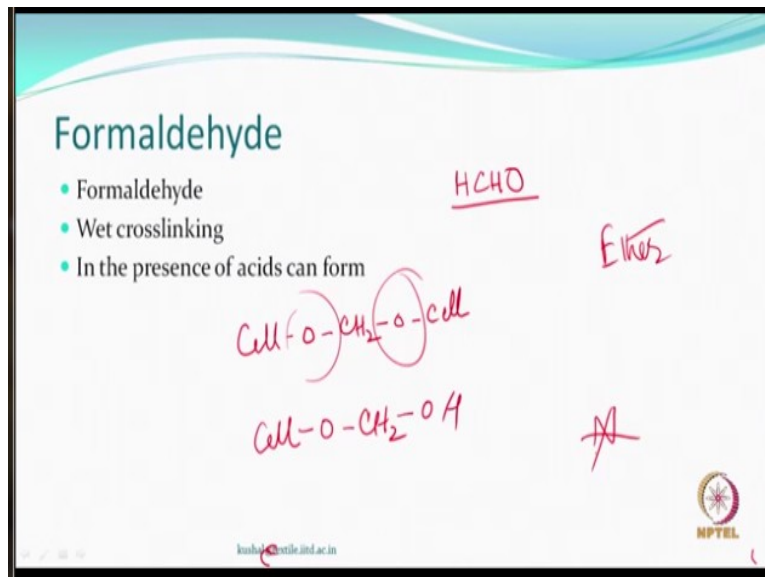 Formaldehyde
• Formaldehyde
HCHO
• Wet crosslinking
Ether
• In the presence of acids can form
Cell-O-CH₂-O-Cell
Cell-O-CH₂-OH
NPTEL